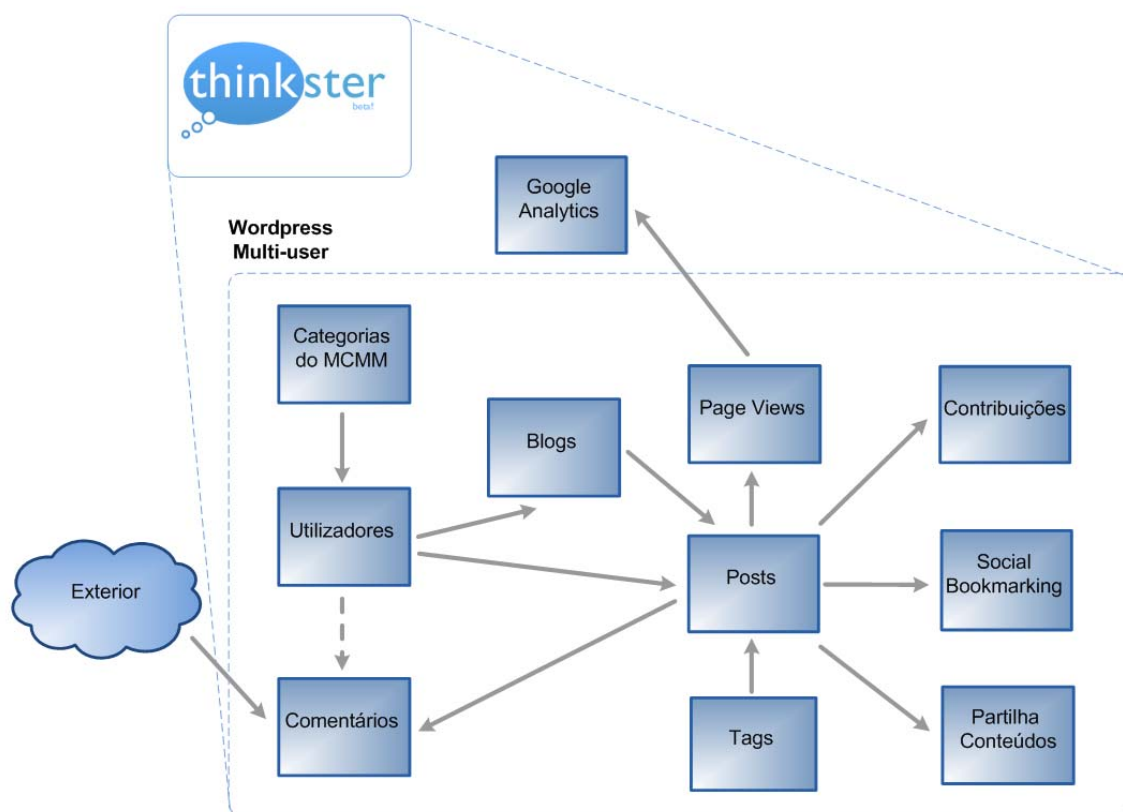 thinkster
beta!
Google
Analytics
Wordpress
Multi-user
Categorias
do MCMM
Page Views
Contribuições
Blogs
Utilizadores
Exterior
Posts
Social
Bookmarking
Comentários
Tags
Partilha
Conteúdos